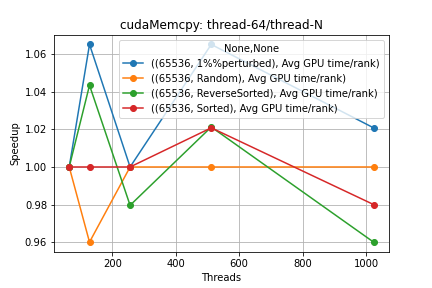 cudaMemcpy: thread-64/thread-N
None,None
((65536, 1%%perturbed), Avg GPU time/rank)
((65536, Random), Avg GPU time/rank)
((65536, ReverseSorted), Avg GPU time/rank)
((65536, Sorted), Avg GPU time/rank)
Speedup
1.06
1.04
1.02
1.00
0.98
0.96
200
400
600
800
1000
Threads